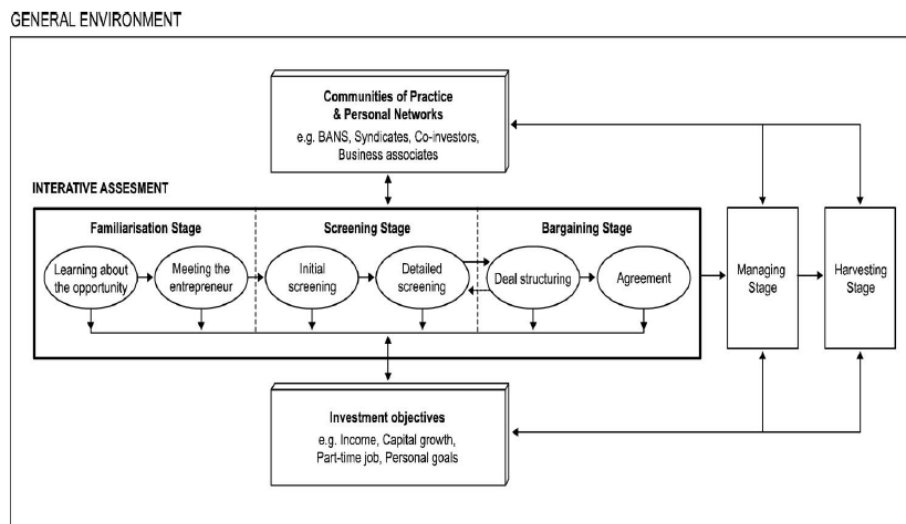 GENERAL ENVIRONMENT
Communities of Practice
& Personal Networks
e.g. BANS, Syndicates, Co-investors,
Business associates
INTERATIVE ASSESMENT
Familiarisation Stage
Screening Stage
Bargaining Stage
Learning about
the opportunity
Meeting the
entrepreneur
Initial
screening
Detailed
screening
Deal structuring
Agreement
Managing
Stage
Harvesting
Stage
Investment objectives
e.g. Income, Capital growth,
Part-time job, Personal goals